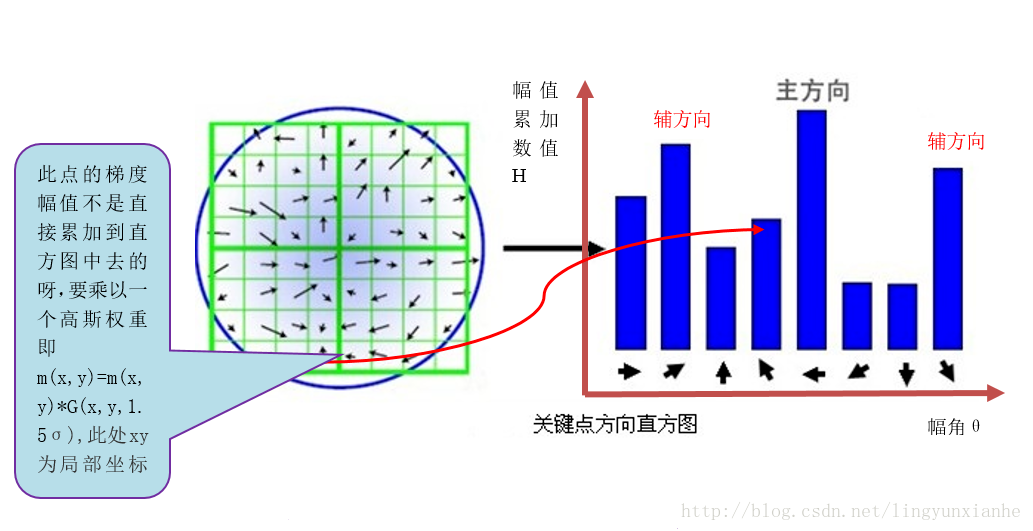 此点的梯度
幅值不是直
接累加到直
方图中去的
呀,要乘以一
个高斯权重
即
m(x,y)=m(x,
y)*G(x,y,1.
5σ),此处xy
为局部坐标
幅值
累加
数值
H
辅方向
主方向
辅方向
关键点方向直方图
幅角θ
http://blog.csdn.net/lingyunxianhe